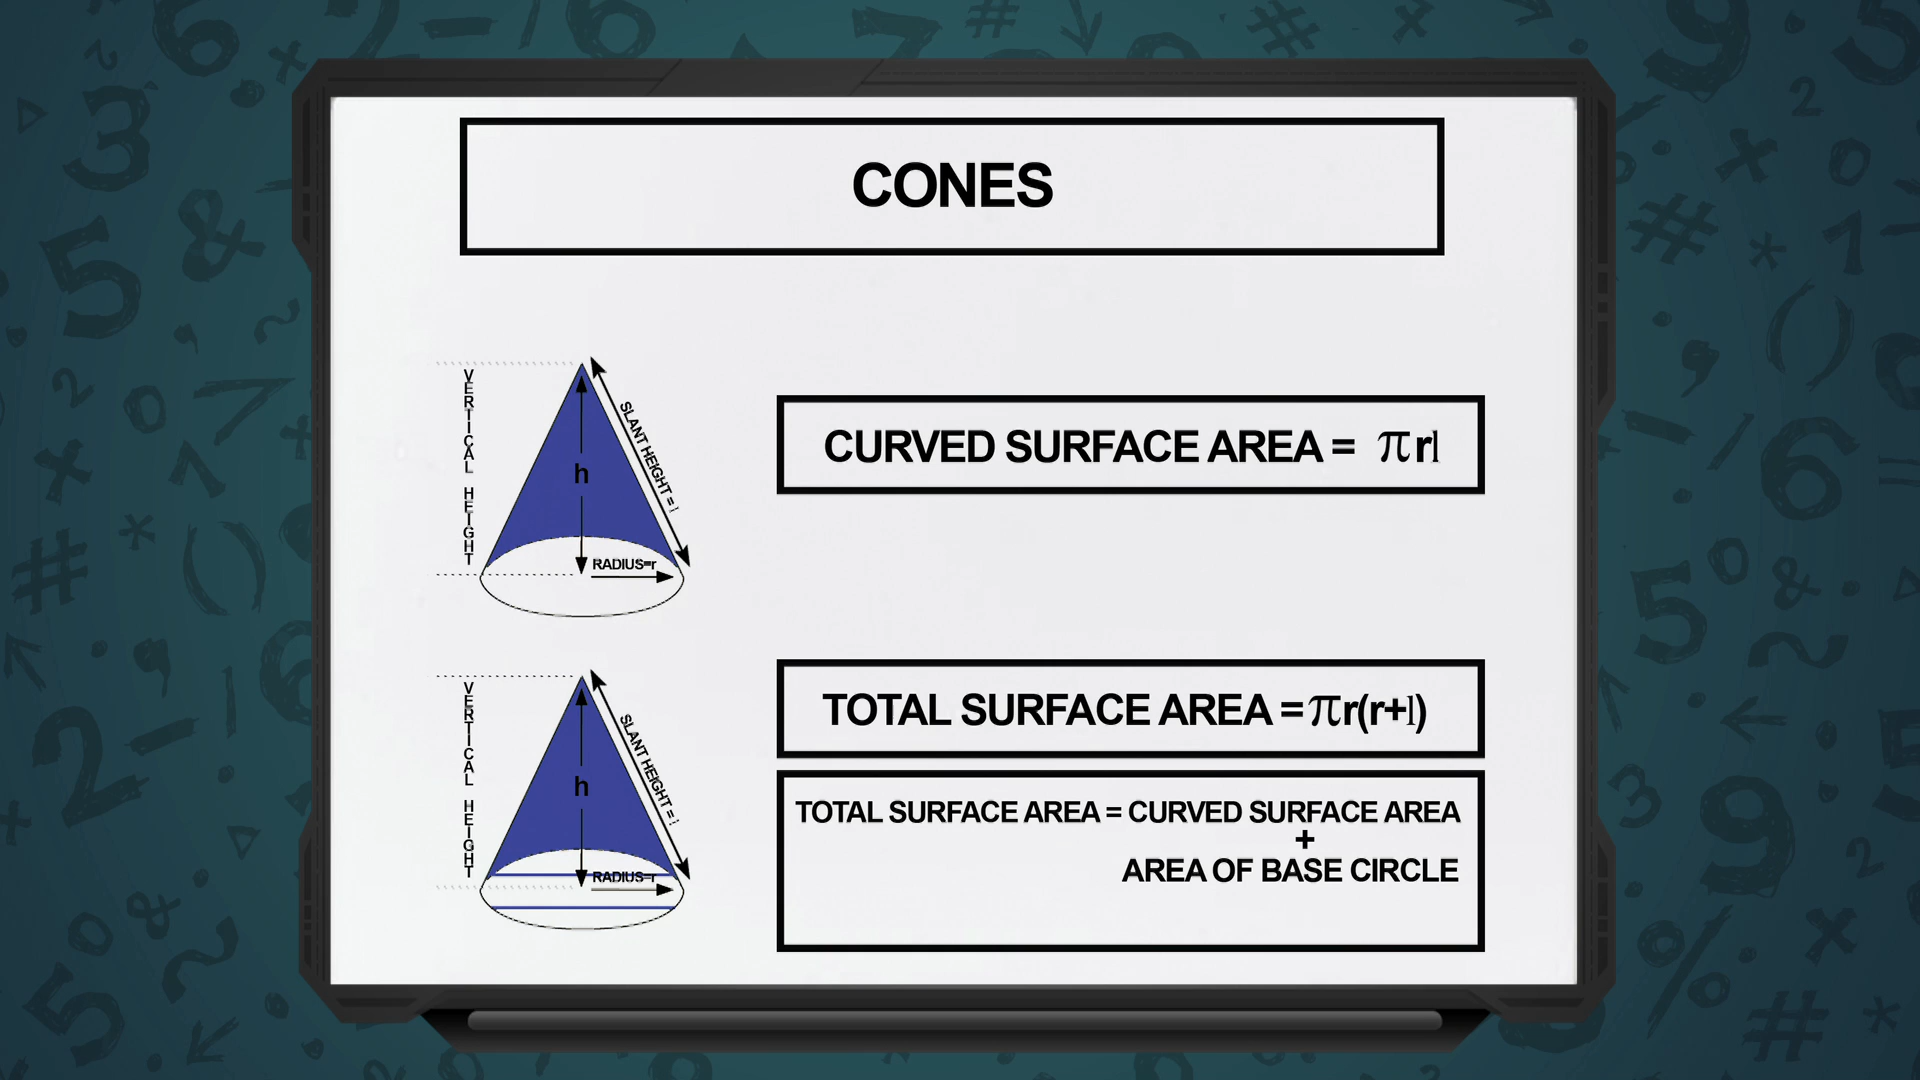 CONES
VERTICAL HEIGHT
h
SLANT HEIGHT = l
RADIUS=r
CURVED SURFACE AREA = πrl
VERTICAL HEIGHT
h
SLANT HEIGHT = l
RADIUS=r
TOTAL SURFACE AREA =πr(r+l)
TOTAL SURFACE AREA = CURVED SURFACE AREA
+
AREA OF BASE CIRCLE